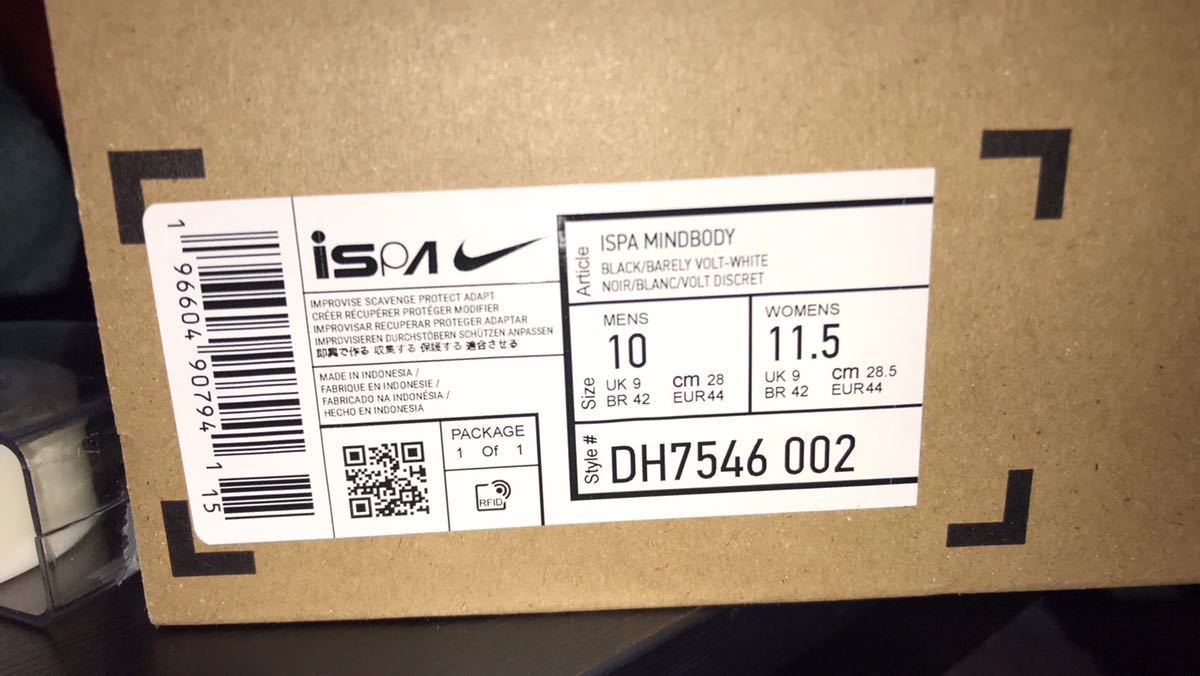 1 96604 90794 1 15
iSPA
IMPROVISE SCAVENGE PROTECT ADAPT
CRÉER RÉCUPÉRER PROTÉGER MODIFIER
IMPROVISAR RECUPERAR PROTEGER ADAPTAR
IMPROVISIEREN DURCHSTÖBERN SCHÜTZEN ANPASSEN
即興で作る 収集する 保護する 適合させる
MADE IN INDONESIA /
FABRIQUE EN INDONESIE /
FABRICADO NA INDONÉSIA /
HECHO EN INDONESIA
PACKAGE
1 Of 1
RFID
Article
ISPA MINDBODY
BLACK/BARELY VOLT-WHITE
NOIR/BLANC/VOLT DISCRET
Size
MENS
10
UK 9 cm 28
BR 42 EUR44
WOMENS
11.5
UK 9 cm 28.5
BR 42 EUR44
Style#
DH7546 002